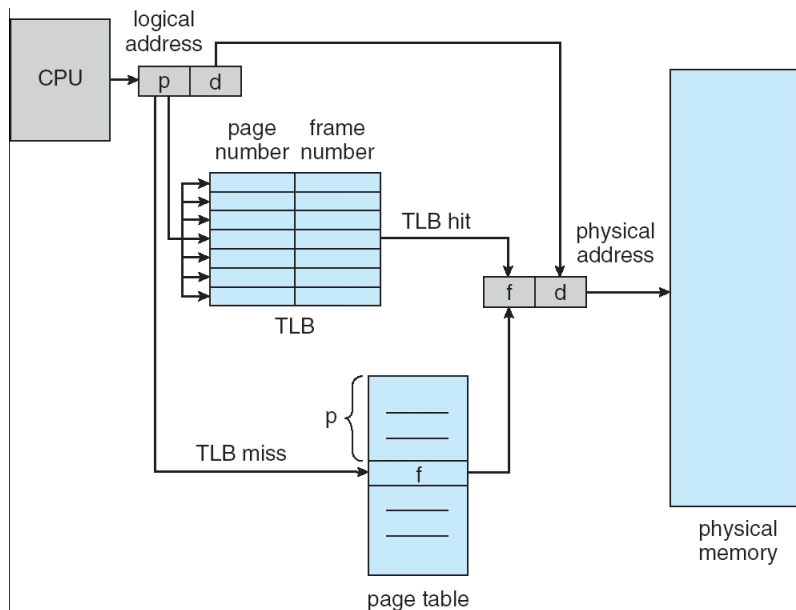 CPU
logical
address
p
d
page
number
frame
number
TLB hit
TLB
physical
address
f
d
p
TLB miss
f
page table
physical
memory